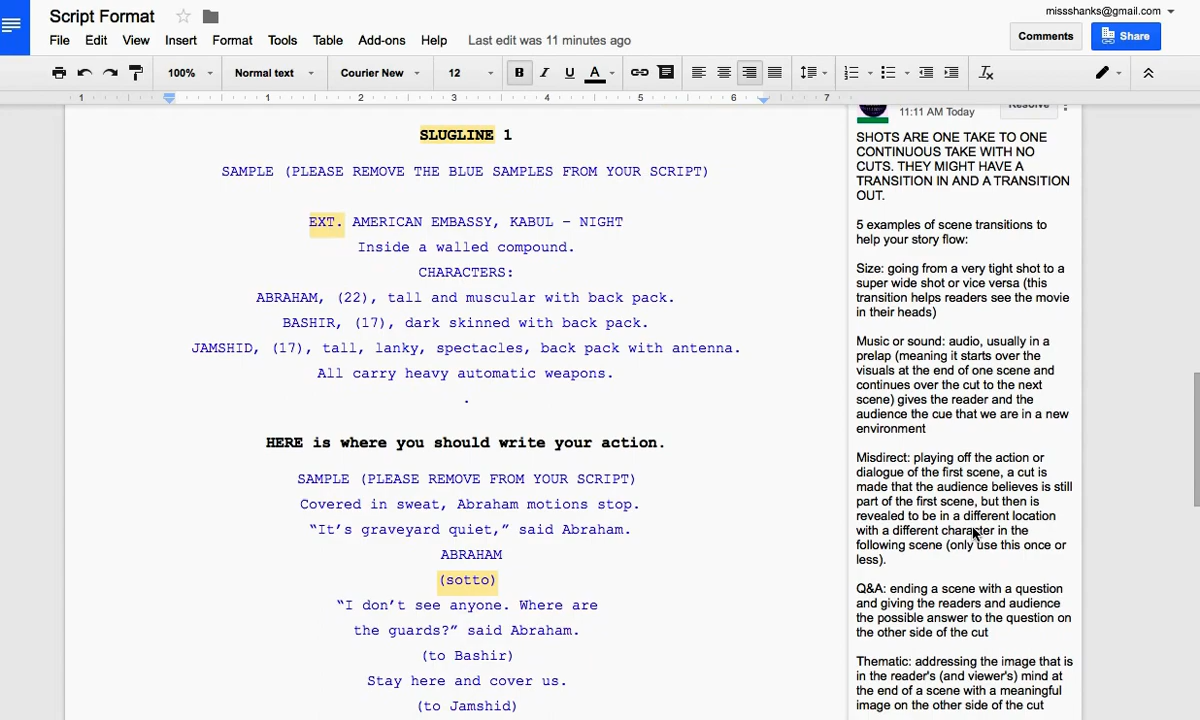 Script Format
missshanks@gmail.com
File Edit View Insert Format Tools Table Add-ons Help Last edit was 11 minutes ago
Comments Share
100% Normal text Courier New 12 B I U A
1 1 2 3 4 5 6 7
SLUGLINE 1
SAMPLE (PLEASE REMOVE THE BLUE SAMPLES FROM YOUR SCRIPT)
EXT. AMERICAN EMBASSY, KABUL – NIGHT
Inside a walled compound.
CHARACTERS:
ABRAHAM, (22), tall and muscular with back pack.
BASHIR, (17), dark skinned with back pack.
JAMSHID, (17), tall, lanky, spectacles, back pack with antenna.
All carry heavy automatic weapons.
.
HERE is where you should write your action.
SAMPLE (PLEASE REMOVE FROM YOUR SCRIPT)
Covered in sweat, Abraham motions stop.
“It’s graveyard quiet,” said Abraham.
ABRAHAM
(sotto)
“I don’t see anyone. Where are
the guards?” said Abraham.
(to Bashir)
Stay here and cover us.
(to Jamshid)
11:11 AM Today
Resolve
SHOTS ARE ONE TAKE TO ONE
CONTINUOUS TAKE WITH NO
CUTS. THEY MIGHT HAVE A
TRANSITION IN AND A TRANSITION
OUT.
5 examples of scene transitions to
help your story flow:
Size: going from a very tight shot to a
super wide shot or vice versa (this
transition helps readers see the movie
in their heads)
Music or sound: audio, usually in a
prelap (meaning it starts over the
visuals at the end of one scene and
continues over the cut to the next
scene) gives the reader and the
audience the cue that we are in a new
environment
Misdirect: playing off the action or
dialogue of the first scene, a cut is
made that the audience believes is still
part of the first scene, but then is
revealed to be in a different location
with a different character in the
following scene (only use this once or
less).
Q&A: ending a scene with a question
and giving the readers and audience
the possible answer to the question on
the other side of the cut
Thematic: addressing the image that is
in the reader's (and viewer's) mind at
the end of a scene with a meaningful
image on the other side of the cut